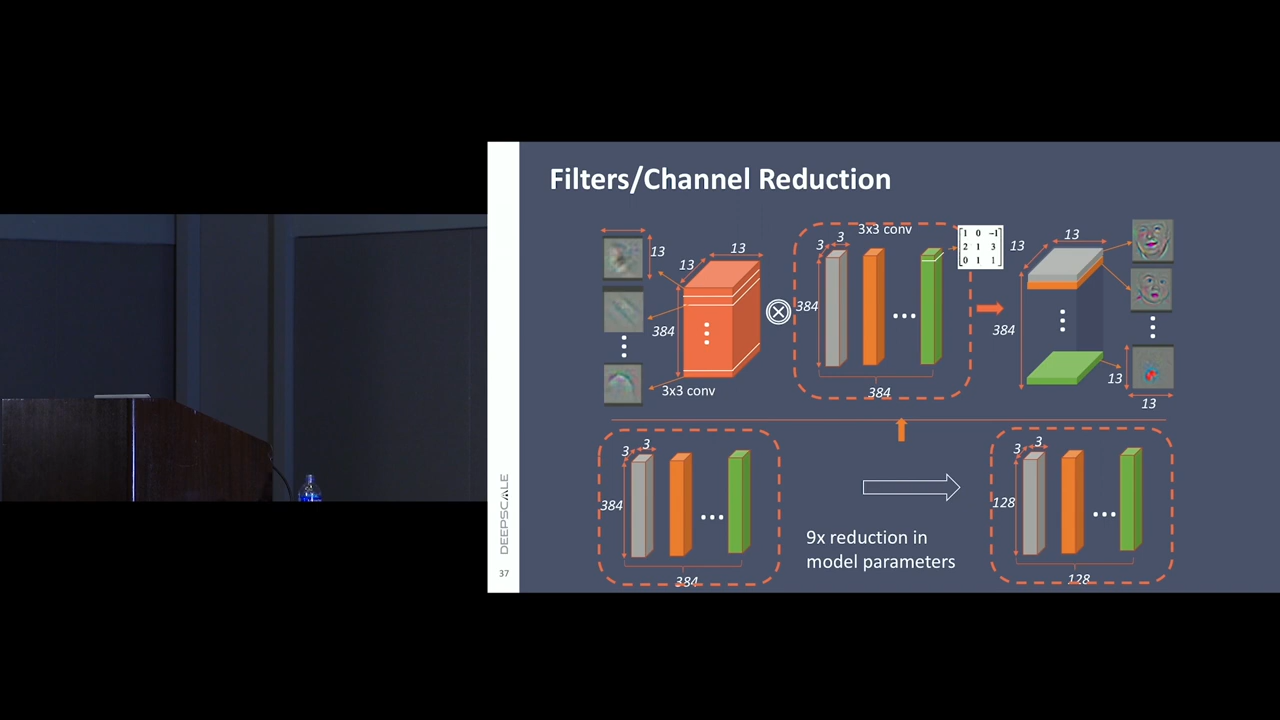 Filters/Channel Reduction
13
13
13
384
3x3 conv
3x3 conv
3
3
384
384
1 0 -1
2 1 3
0 1 1
13
13
384
13
13
3
3
384
384
9x reduction in
model parameters
3
3
128
128
DEEPSCALE
37